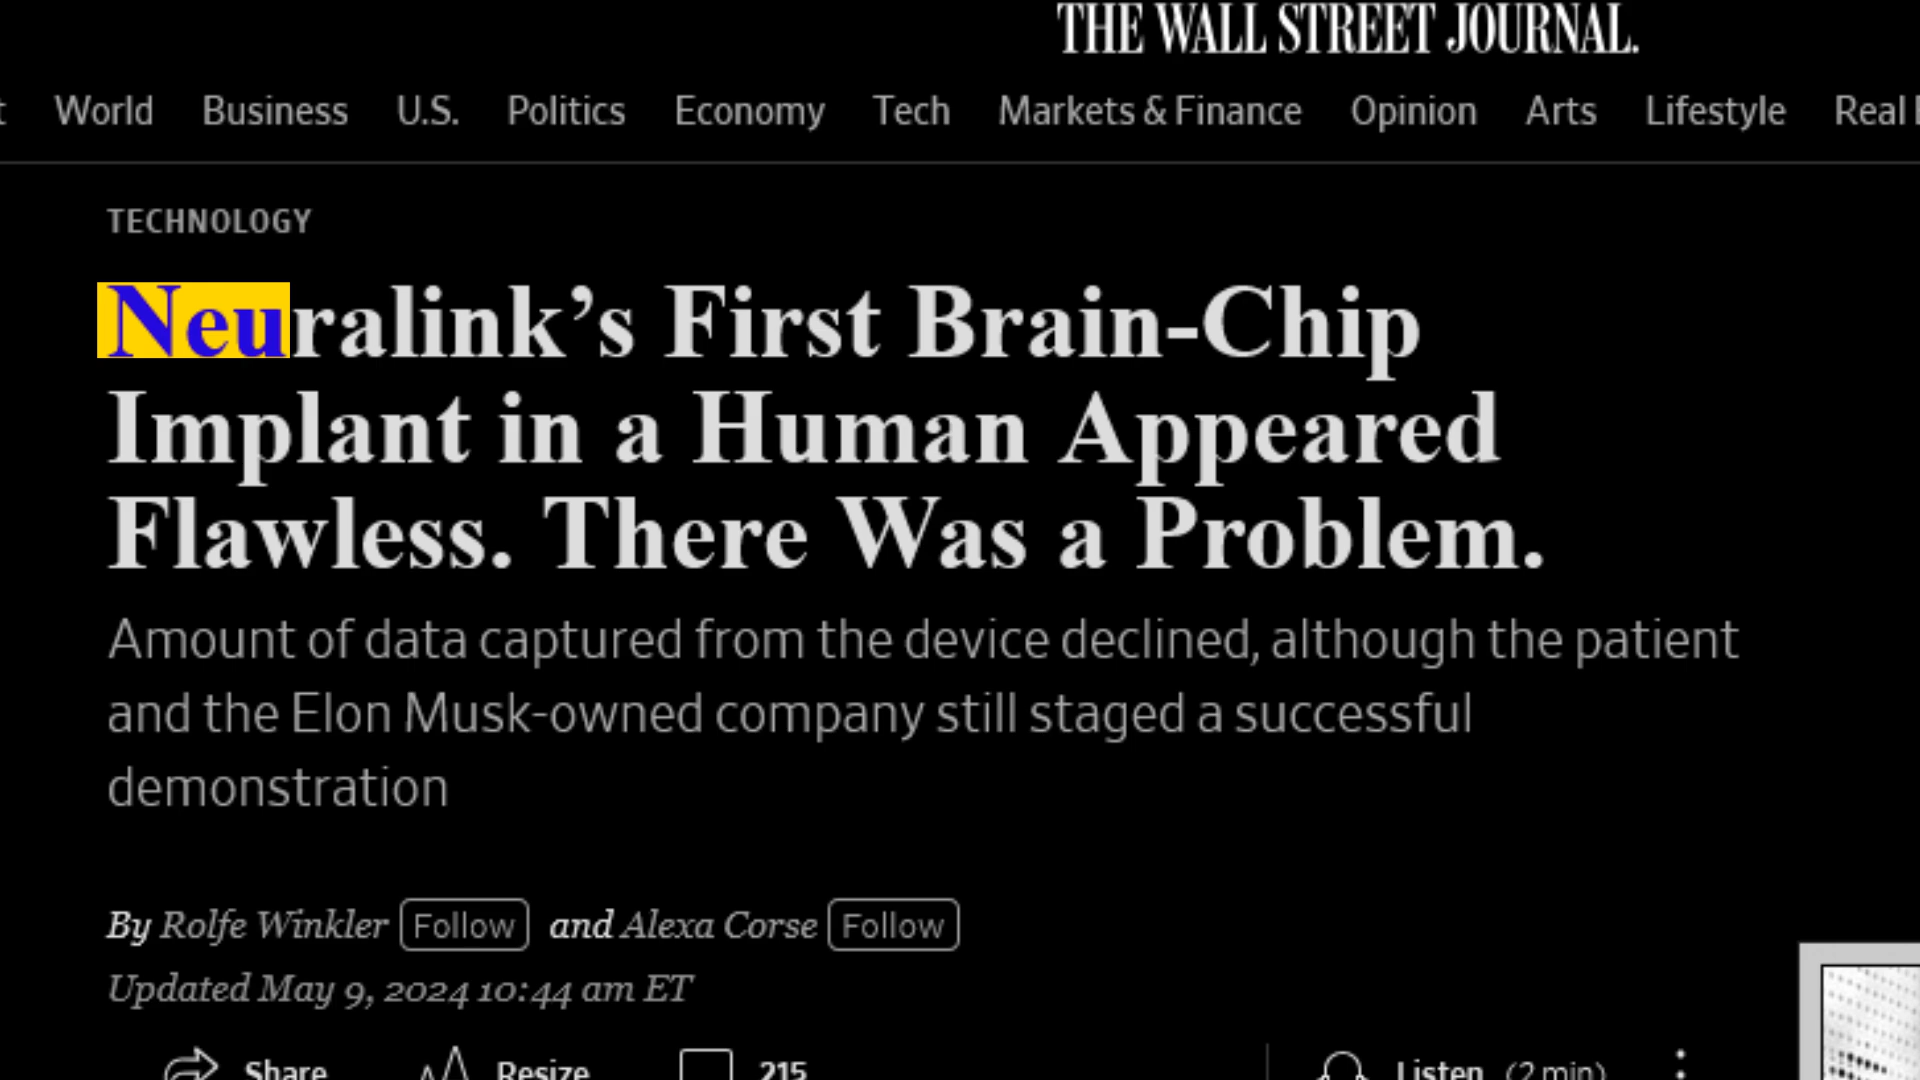 THE WALL STREET JOURNAL.
t World Business U.S. Politics Economy Tech Markets & Finance Opinion Arts Lifestyle Real
TECHNOLOGY
Neuralink’s First Brain-Chip
Implant in a Human Appeared
Flawless. There Was a Problem.
Amount of data captured from the device declined, although the patient
and the Elon Musk-owned company still staged a successful
demonstration
By Rolfe Winkler Follow and Alexa Corse Follow
Updated May 9, 2024 10:44 am ET
Share Resize 215 Listen (2 min)